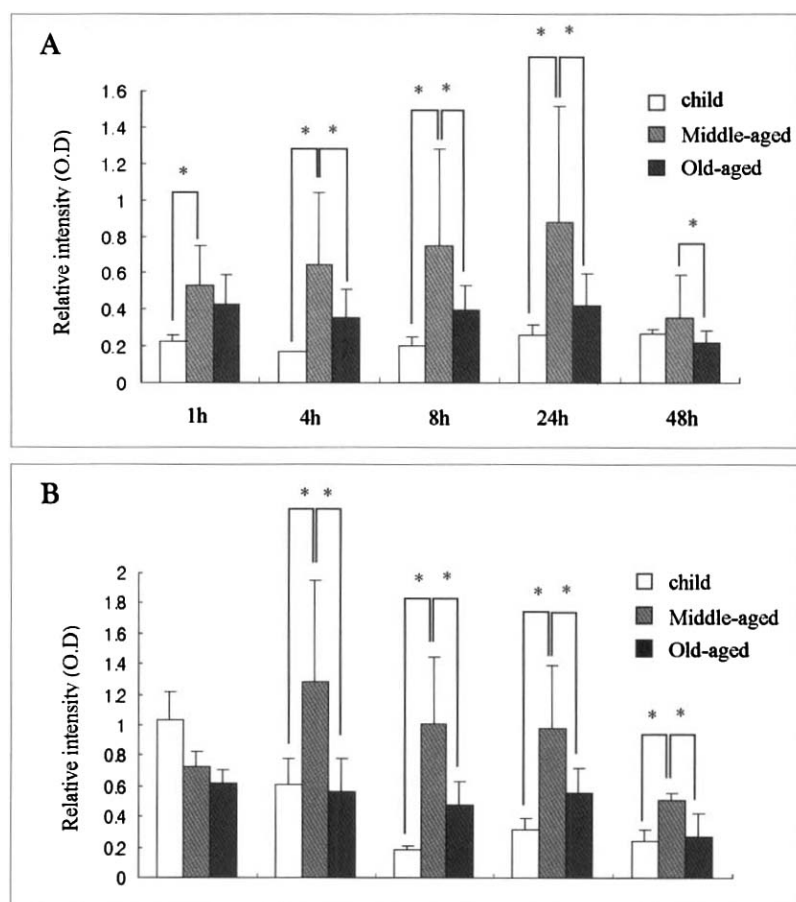 A
* *
* *
* *
*
*
Relative intensity (O.D)
1.6
1.4
1.2
1
0.8
0.6
0.4
0.2
0
child
Middle-aged
Old-aged
1h 4h 8h 24h 48h
B
* *
* *
* *
* *
Relative intensity (O.D)
2
1.8
1.6
1.4
1.2
1
0.8
0.6
0.4
0.2
0
child
Middle-aged
Old-aged